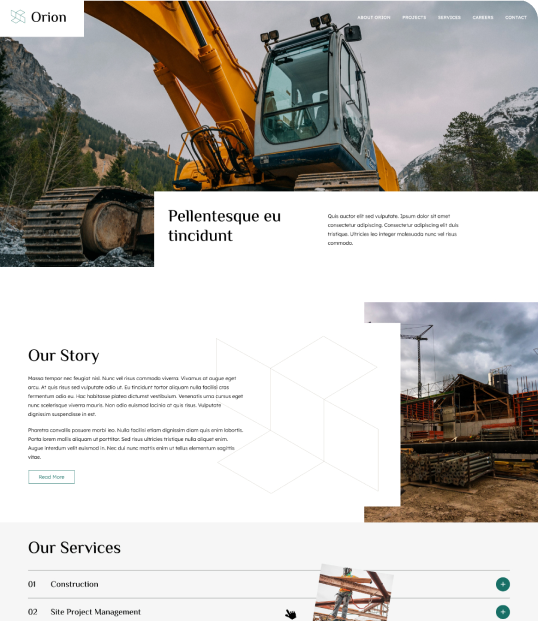 Orion
ABOUT ORION PROJECTS SERVICES CAREERS CONTACT
Pellentesque eu
tincidunt
Quis auctor elit sed vulputate. Ipsum dolor sit amet
consectetur adipiscing. Consectetur adipiscing elit duis
tristique. Ultricies leo integer malesuada nunc vel risus
commodo.
Our Story
Massa tempor nec feugiat nisl. Nunc vel risus commodo viverra. Vivamus at augue eget
arcu. At quis risus sed vulputate odio ut. Eu tincidunt tortor aliquam nulla facilisi cras
fermentum odio eu. Hac habitasse platea dictumst vestibulum. Venenatis urna cursus eget
nunc scelerisque viverra mauris. Non odio euismod lacinia at quis risus. Vulputate
dignissim suspendisse in est.
Pharetra convallis posuere morbi leo. Nulla facilisi etiam dignissim diam quis enim lobortis.
Porta lorem mollis aliquam ut porttitor. Sed risus ultricies tristique nulla aliquet enim.
Augue interdum velit euismod in. Nec dui nunc mattis enim ut tellus elementum sagittis
vitae.
Read More
Our Services
01 Construction +
02 Site Project Management +